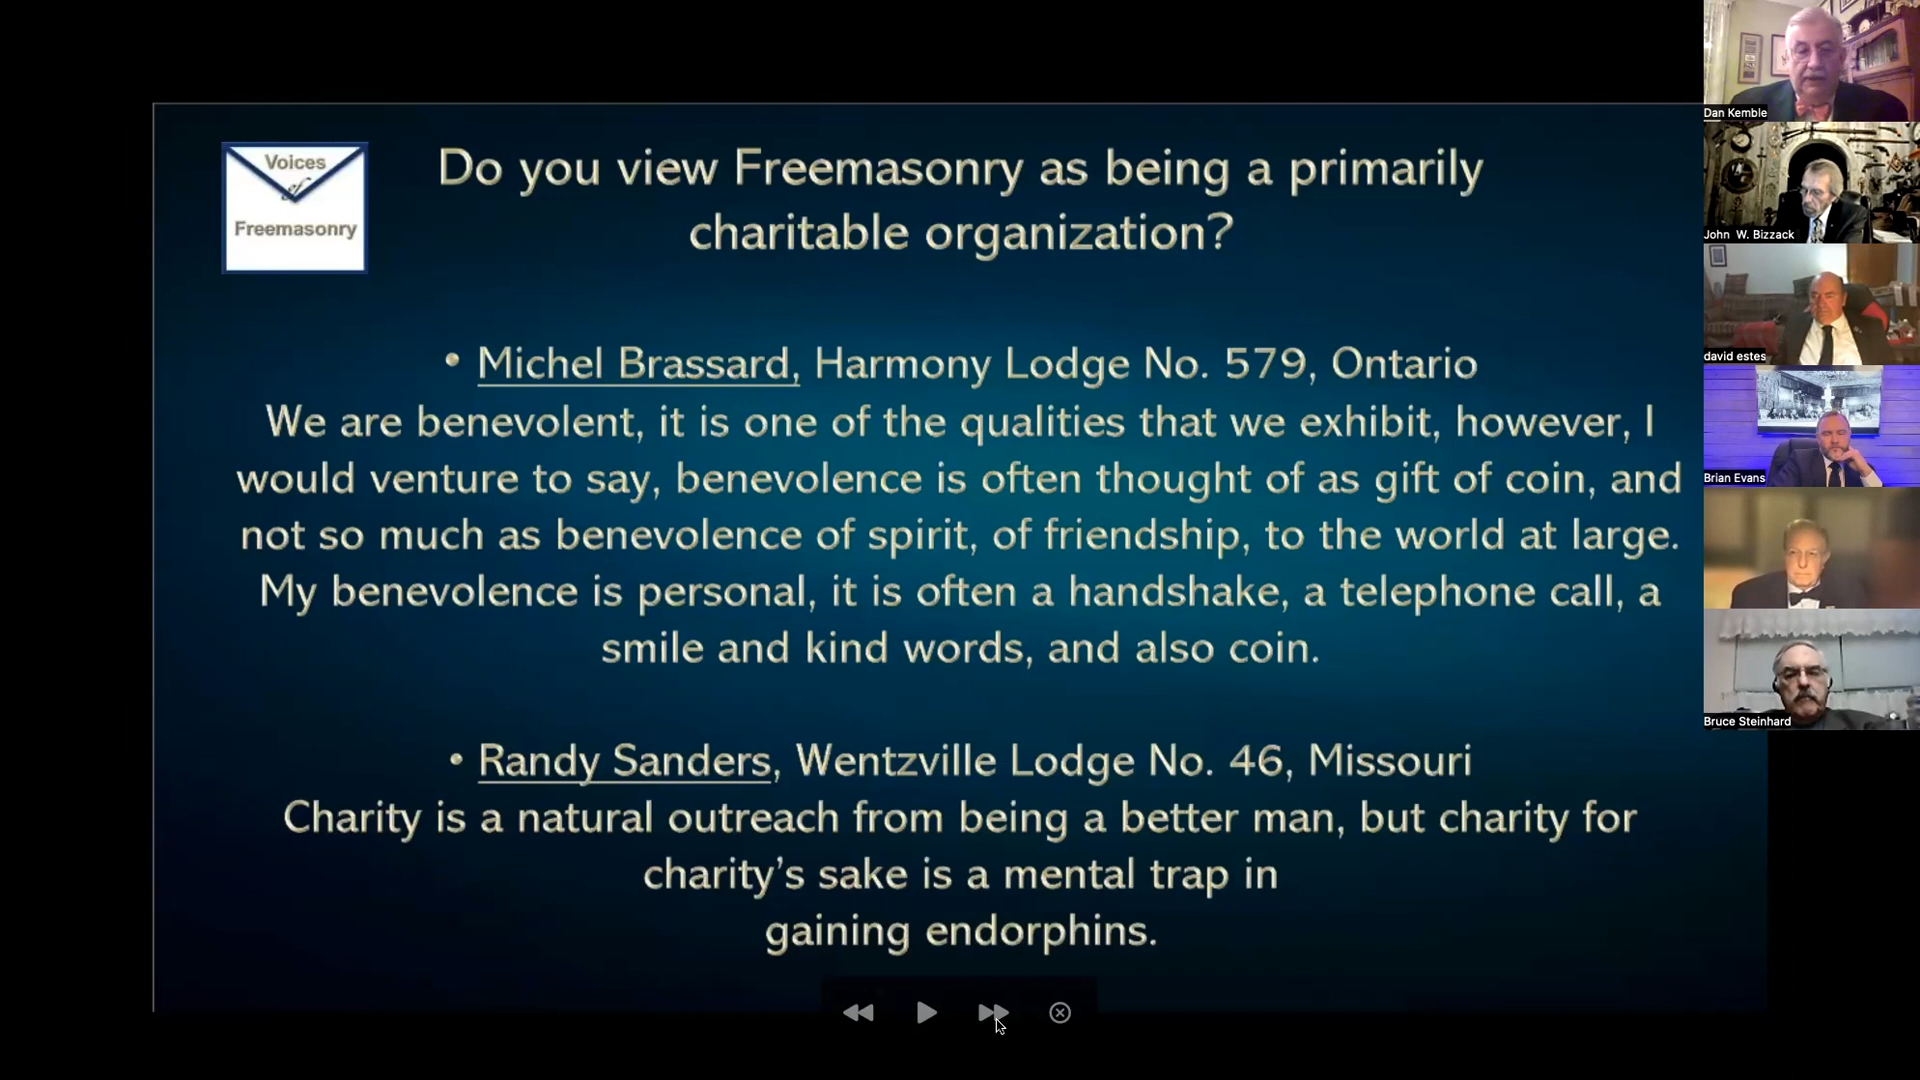 Voices
of
Freemasonry
Do you view Freemasonry as being a primarily
charitable organization?
• Michel Brassard, Harmony Lodge No. 579, Ontario
We are benevolent, it is one of the qualities that we exhibit, however, I
would venture to say, benevolence is often thought of as gift of coin, and
not so much as benevolence of spirit, of friendship, to the world at large.
My benevolence is personal, it is often a handshake, a telephone call, a
smile and kind words, and also coin.
• Randy Sanders, Wentzville Lodge No. 46, Missouri
Charity is a natural outreach from being a better man, but charity for
charity's sake is a mental trap in
gaining endorphins.
Dan Kemble
John W. Bizzack
david estes
Brian Evans
Bruce Steinhard